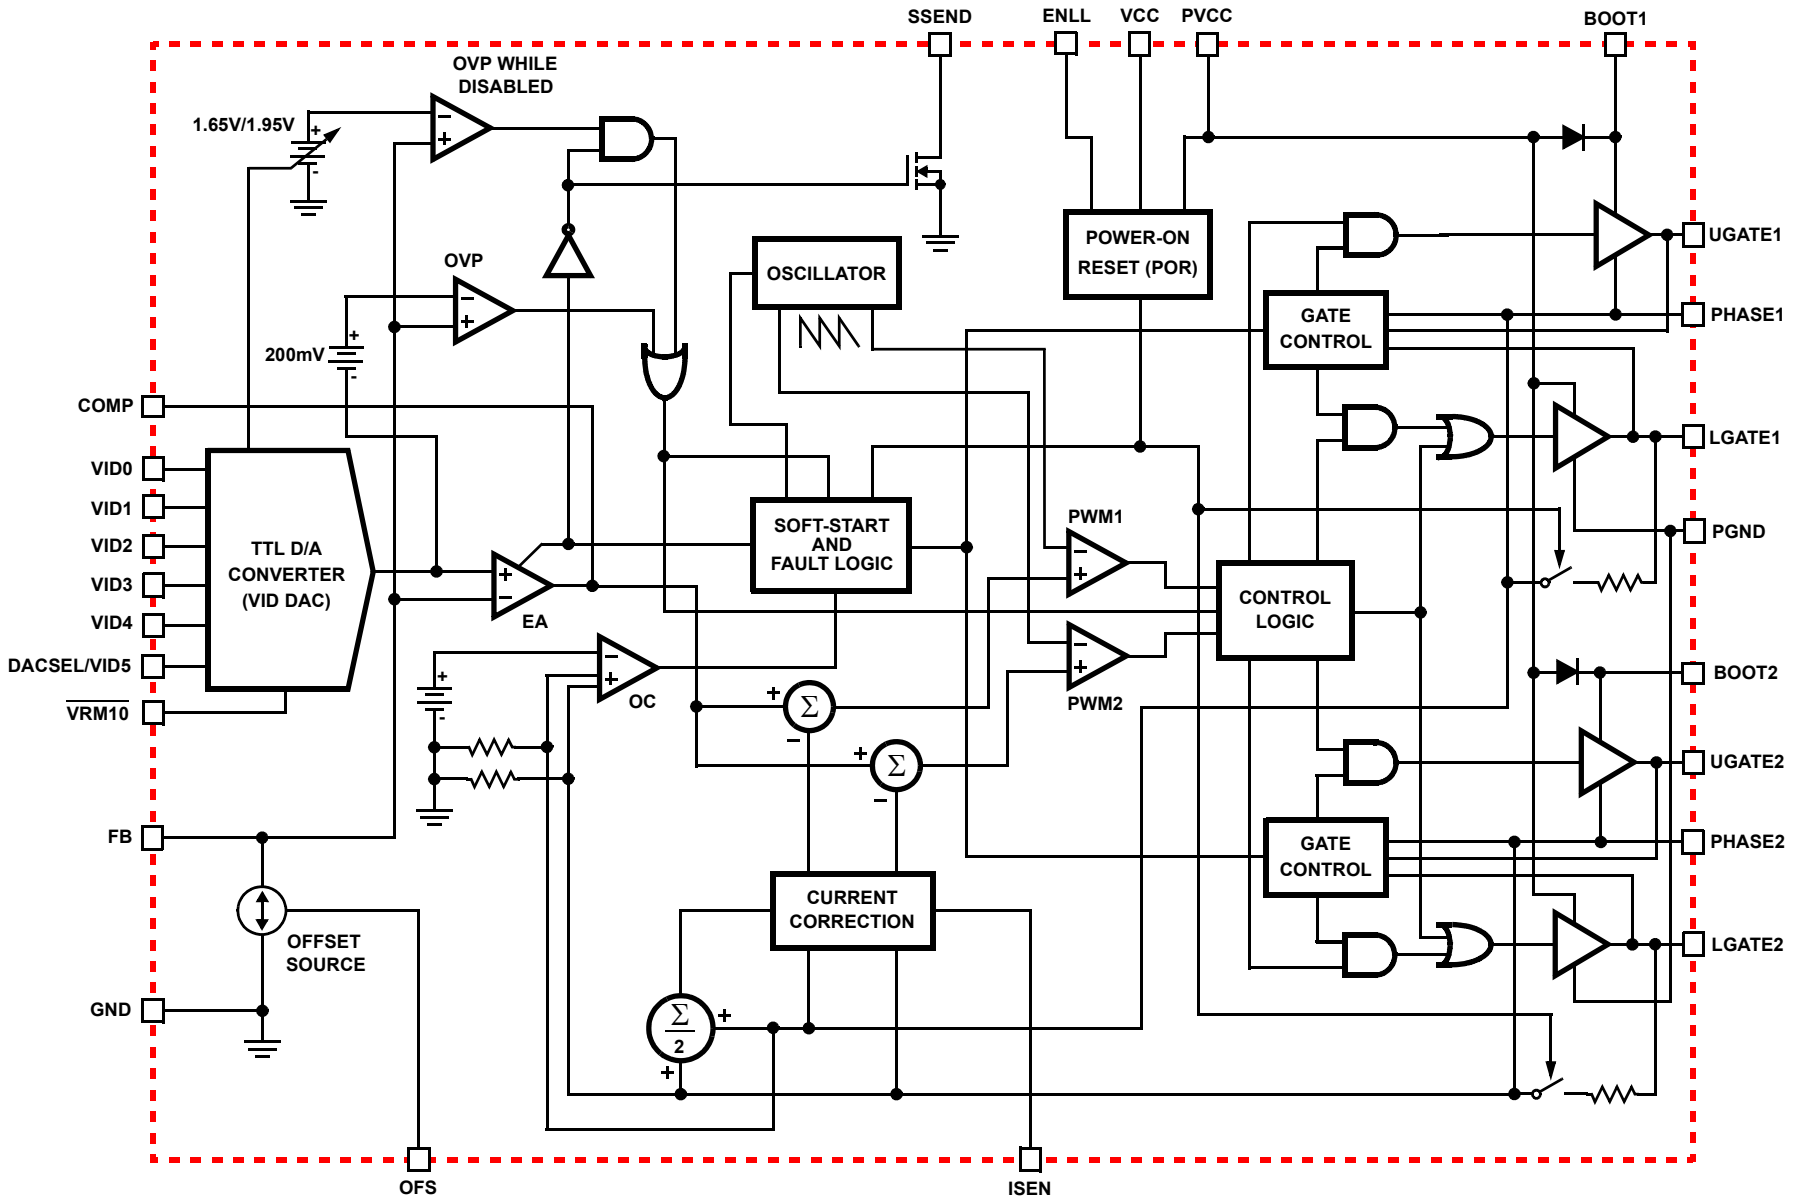 SSEND
ENLL
VCC
PVCC
BOOT1
OVP WHILE
DISABLED
1.65V/1.95V
+
-
−
+
OVP
−
+
200mV
+
-
OSCILLATOR
POWER-ON
RESET (POR)
UGATE1
GATE
CONTROL
PHASE1
COMP
LGATE1
VID0
VID1
VID2
VID3
VID4
DACSEL/VID5
VRM10
TTL D/A
CONVERTER
(VID DAC)
+
−
EA
SOFT-START
AND
FAULT LOGIC
PWM1
−
+
PGND
CONTROL
LOGIC
−
+
PWM2
−
+
OC
+
-
+
Σ
−
+
Σ
−
BOOT2
UGATE2
FB
GATE
CONTROL
PHASE2
CURRENT
CORRECTION
OFFSET
SOURCE
LGATE2
GND
Σ
2
+
+
OFS
ISEN